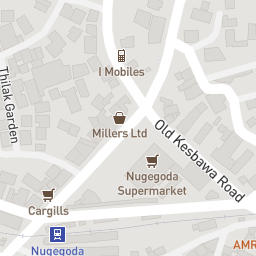 I Mobiles
Thilak Garden
Millers Ltd
Old Kesbawa Road
Nugegoda
Supermarket
Cargills
Nugegoda
AMR